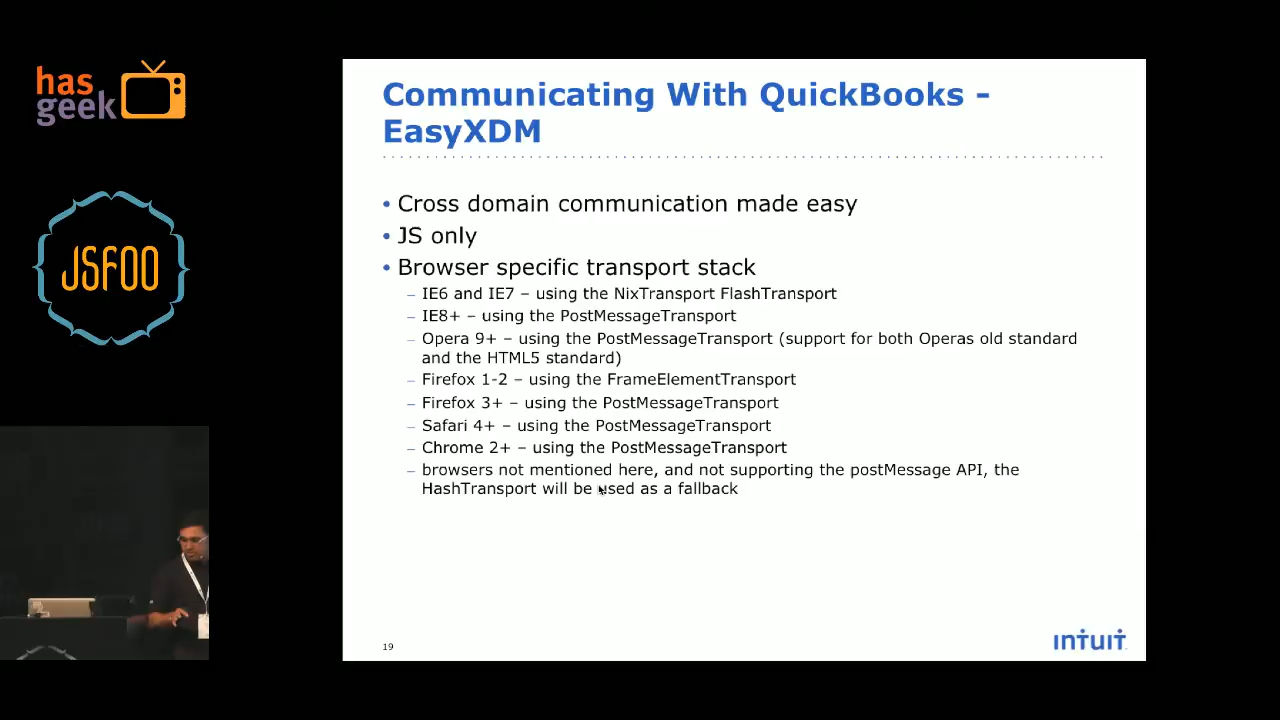 has
geek
JSFOO
Communicating With QuickBooks -
EasyXDM
• Cross domain communication made easy
• JS only
• Browser specific transport stack
– IE6 and IE7 – using the NixTransport FlashTransport
– IE8+ – using the PostMessageTransport
– Opera 9+ – using the PostMessageTransport (support for both Operas old standard
and the HTML5 standard)
– Firefox 1-2 – using the FrameElementTransport
– Firefox 3+ – using the PostMessageTransport
– Safari 4+ – using the PostMessageTransport
– Chrome 2+ – using the PostMessageTransport
– browsers not mentioned here, and not supporting the postMessage API, the
HashTransport will be used as a fallback
19
intuit